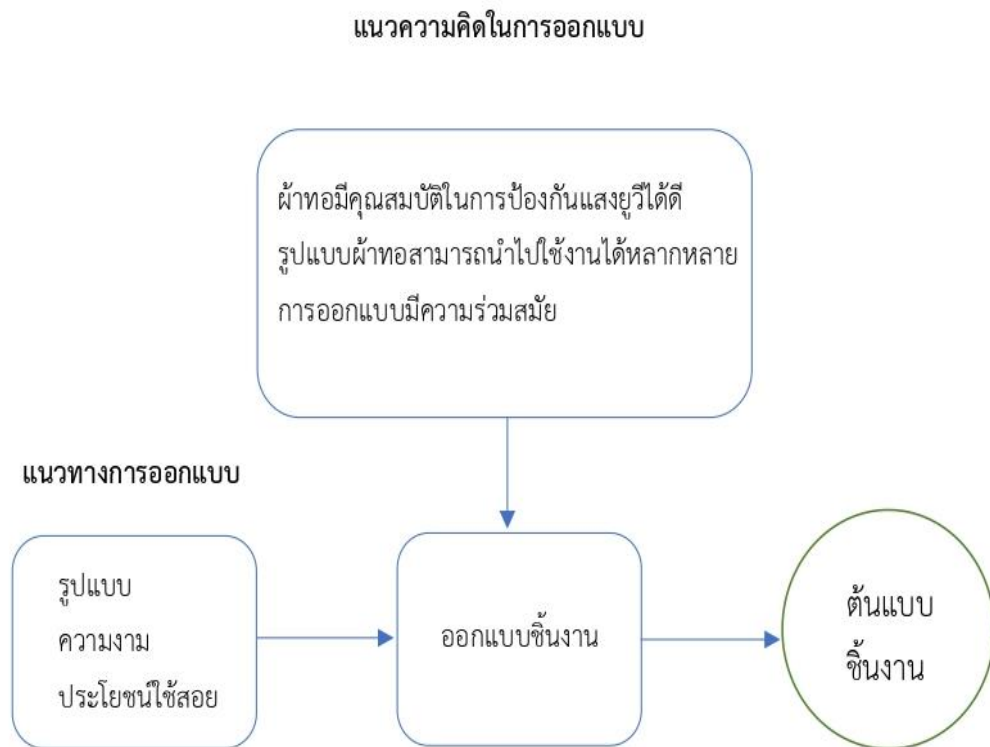 แนวความคิดในการออกแบบ
ผ้าทอมีคุณสมบัติในการป้องกันแสงยูวีได้ดี
รูปแบบผ้าทอสามารถนำไปใช้งานได้หลากหลาย
การออกแบบมีความร่วมสมัย
แนวทางการออกแบบ
รูปแบบ
ความงาม
ประโยชน์ใช้สอย
ออกแบบชิ้นงาน
ต้นแบบ
ชิ้นงาน